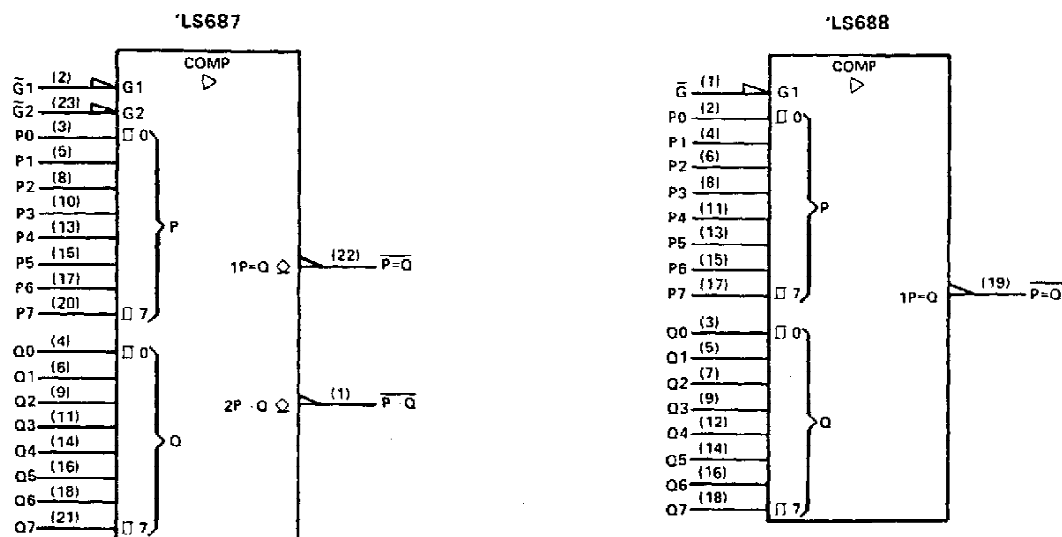 'LS687
COMP
▷
G̅1 (2) G1
G̅2 (23) G2
P0 (3) 0
P1 (5)
P2 (8)
P3 (10)
P4 (13)
P5 (15)
P6 (17)
P7 (20) 7
P
Q0 (4) 0
Q1 (6)
Q2 (9)
Q3 (11)
Q4 (14)
Q5 (16)
Q6 (18)
Q7 (21) 7
Q
1P=Q (22) P=Q
2P Q (1) P Q
'LS688
COMP
▷
G̅ (1) G1
P0 (2) 0
P1 (4)
P2 (6)
P3 (8)
P4 (11)
P5 (13)
P6 (15)
P7 (17) 7
P
Q0 (3) 0
Q1 (5)
Q2 (7)
Q3 (9)
Q4 (12)
Q5 (14)
Q6 (16)
Q7 (18) 7
Q
1P=Q (19) P=Q